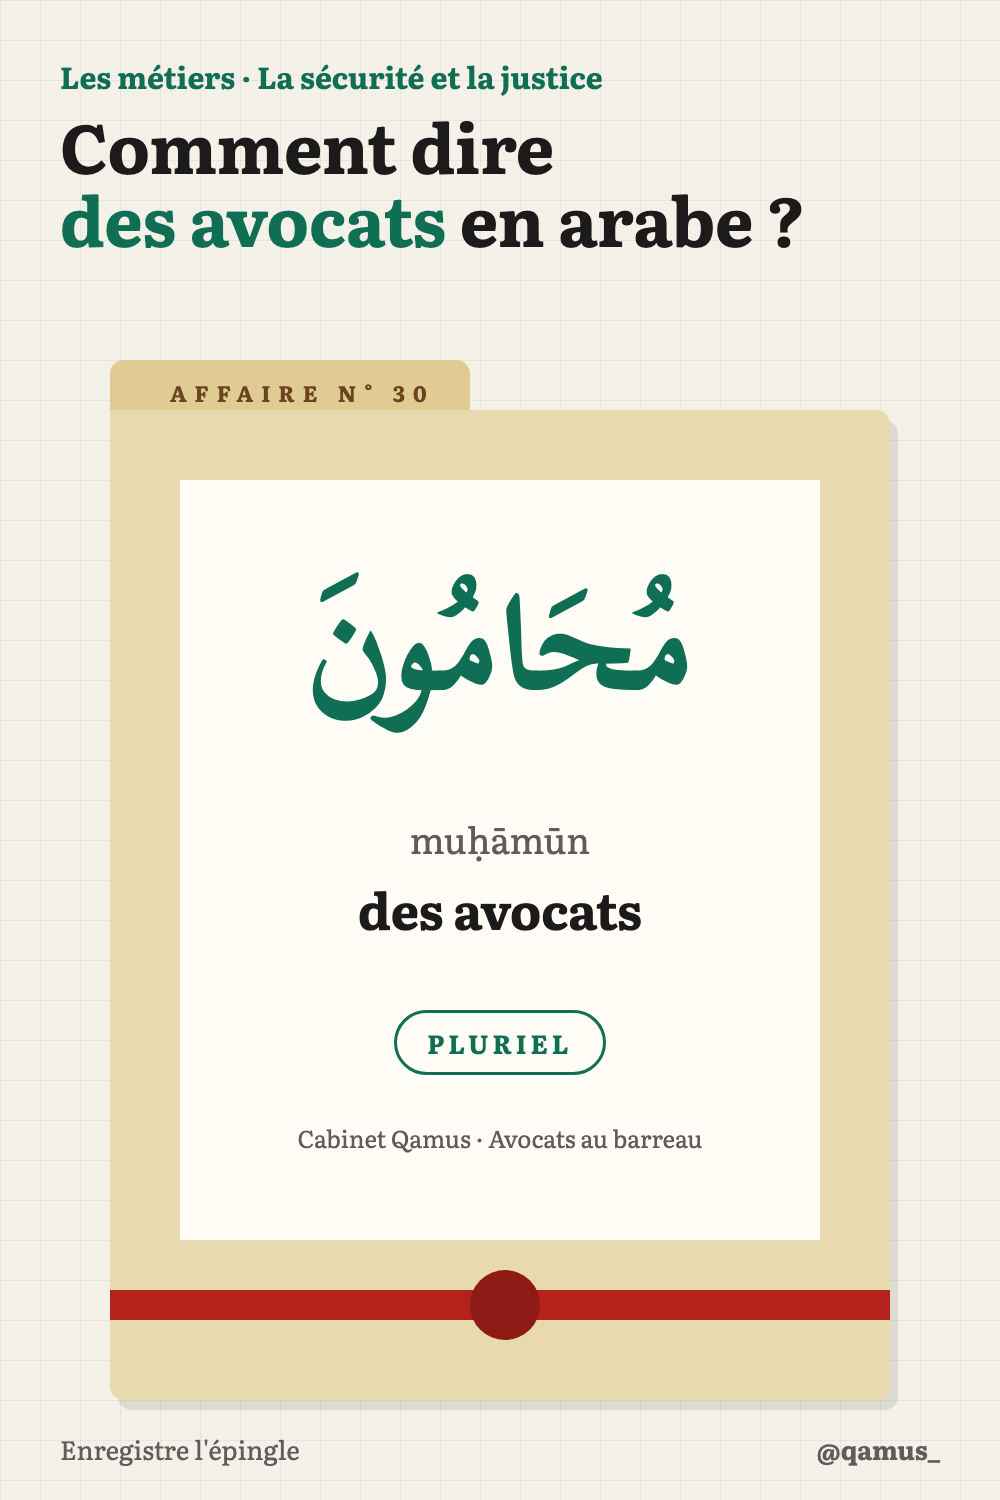 Les métiers · La sécurité et la justice
Comment dire
des avocats en arabe ?
AFFAIRE N° 30
مُحَامُونَ
muḥāmūn
des avocats
PLURIEL
Cabinet Qamus · Avocats au barreau
Enregistre l'épingle
@qamus_